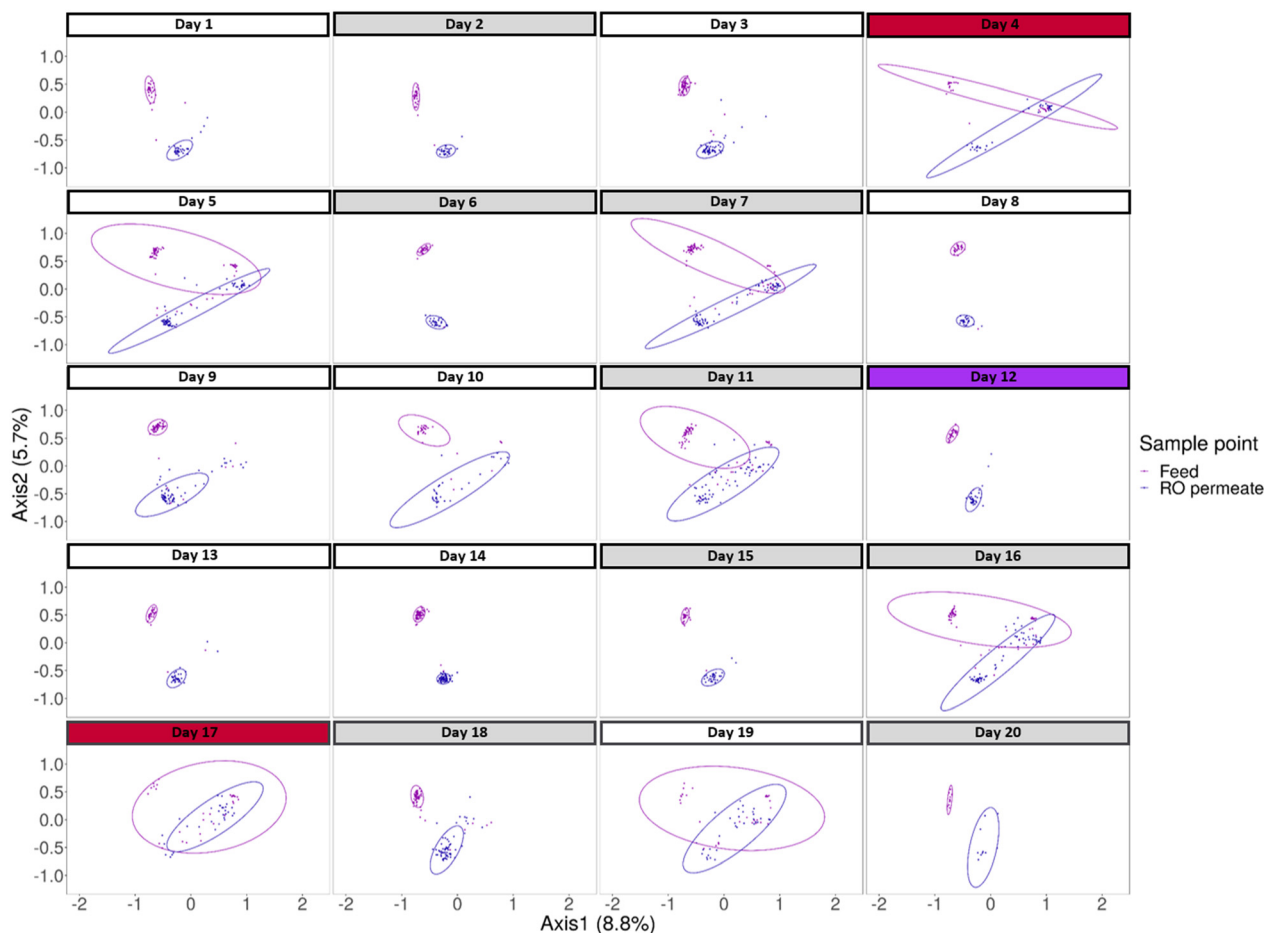 Day 1 Day 2 Day 3 Day 4
1.0
0.5
0.0
-0.5
-1.0
Day 5 Day 6 Day 7 Day 8
1.0
0.5
0.0
-0.5
-1.0
Day 9 Day 10 Day 11 Day 12
1.0
0.5
0.0
-0.5
-1.0
Axis2 (5.7%)
Sample point
Feed
RO permeate
Day 13 Day 14 Day 15 Day 16
1.0
0.5
0.0
-0.5
-1.0
Day 17 Day 18 Day 19 Day 20
1.0
0.5
0.0
-0.5
-1.0
-2 -1 0 1 2 -2 -1 0 1 2 -2 -1 0 1 2 -2 -1 0 1 2
Axis1 (8.8%)